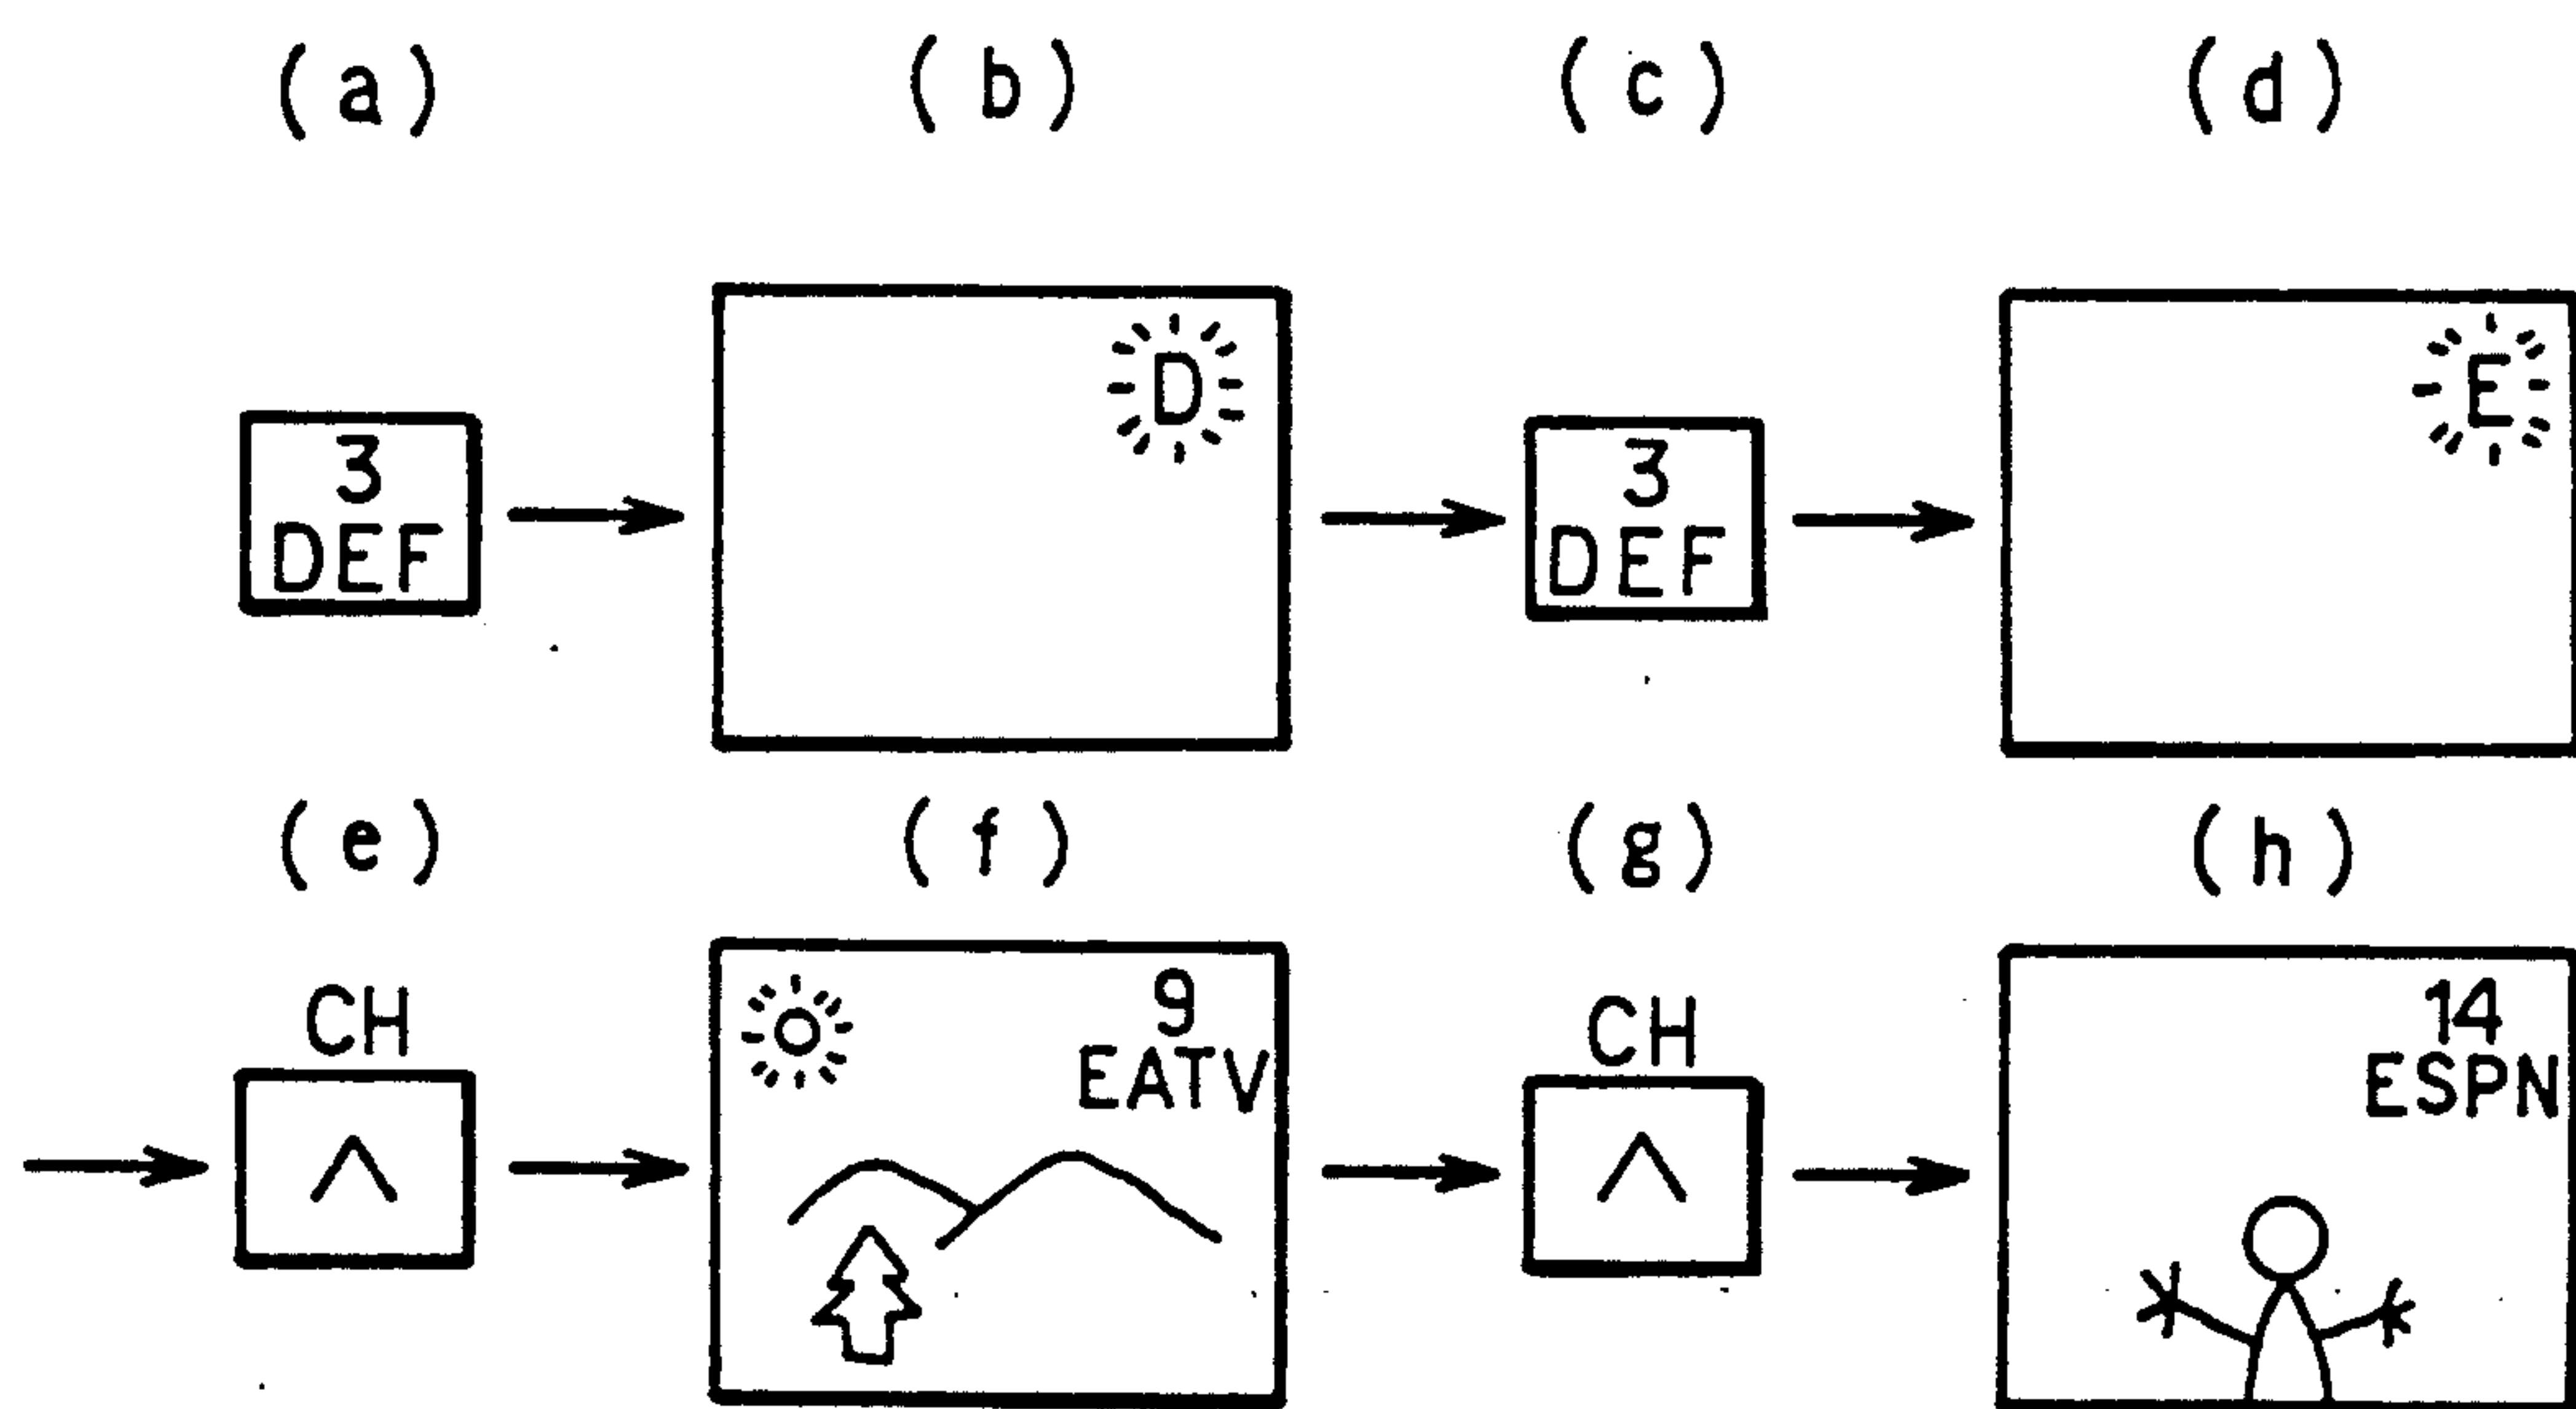 (a)
(b)
(c)
(d)
3
DEF
D
3
DEF
E
(e)
(f)
(g)
(h)
CH
9
EATV
CH
14
ESPN